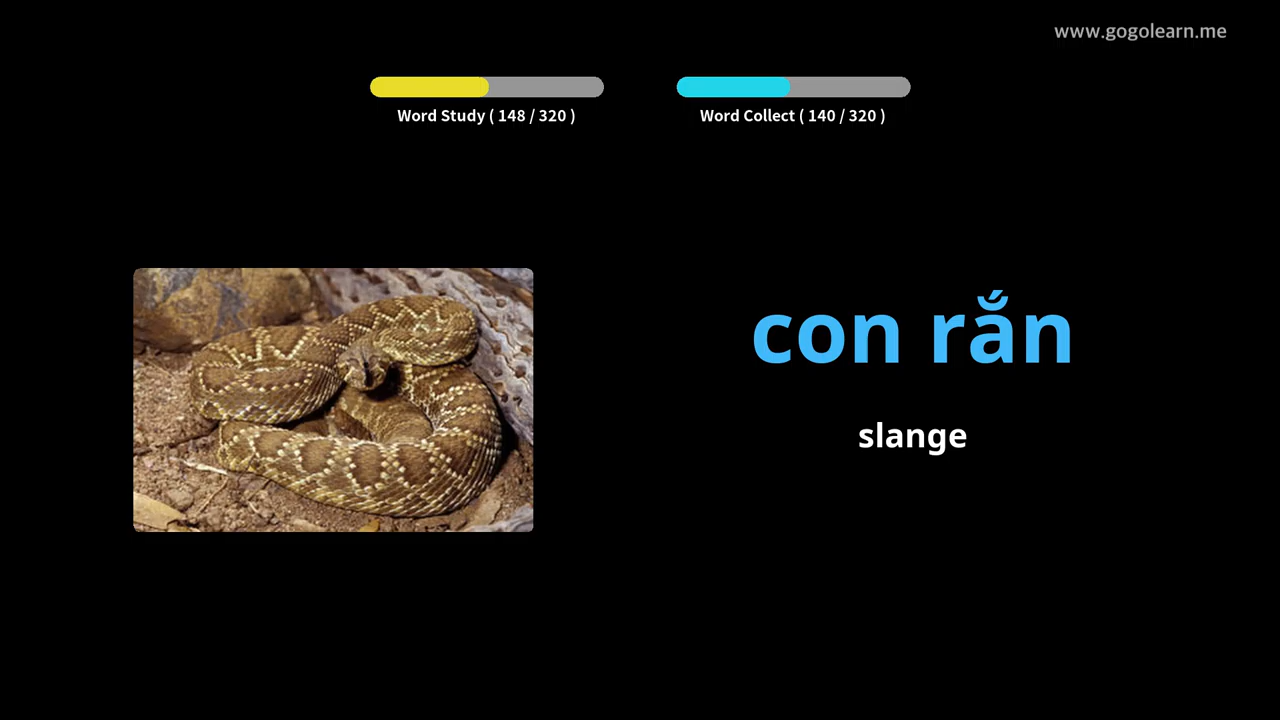 www.gogolearn.me
Word Study ( 148 / 320 )
Word Collect ( 140 / 320 )
con rắn
slange